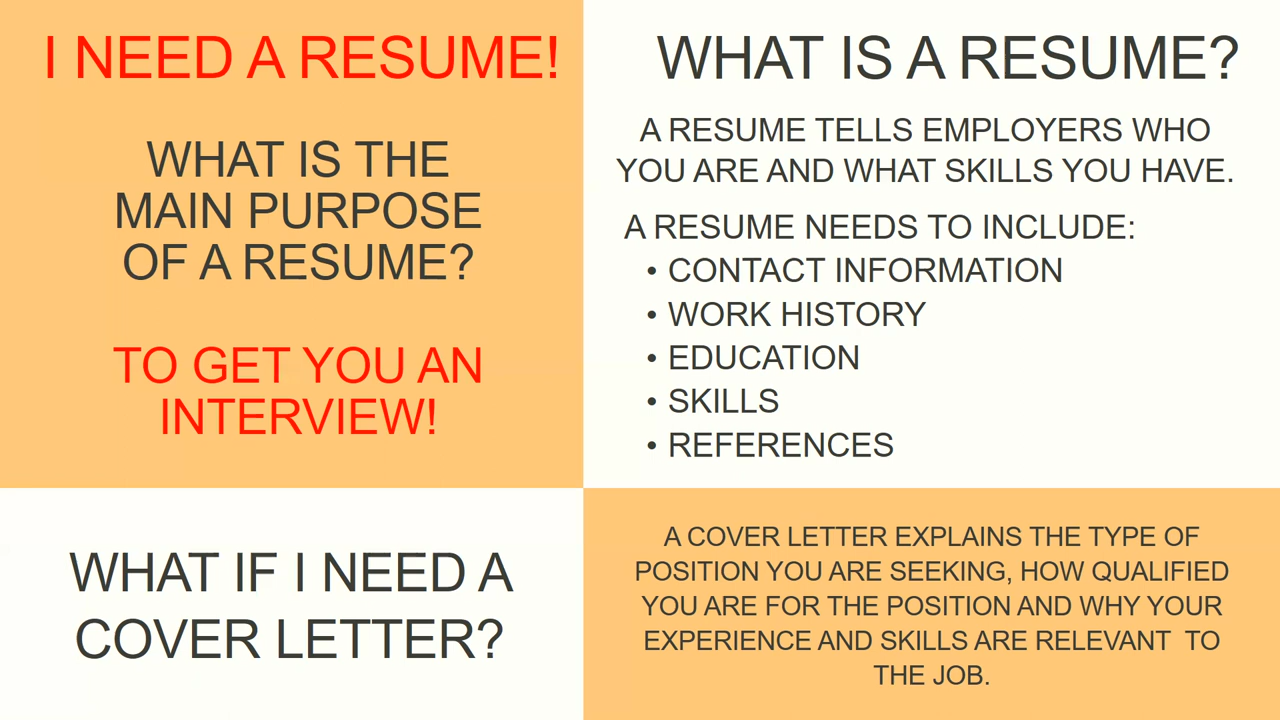 I NEED A RESUME!
WHAT IS THE
MAIN PURPOSE
OF A RESUME?
TO GET YOU AN
INTERVIEW!
WHAT IS A RESUME?
A RESUME TELLS EMPLOYERS WHO
YOU ARE AND WHAT SKILLS YOU HAVE.
A RESUME NEEDS TO INCLUDE:
• CONTACT INFORMATION
• WORK HISTORY
• EDUCATION
• SKILLS
• REFERENCES
WHAT IF I NEED A
COVER LETTER?
A COVER LETTER EXPLAINS THE TYPE OF
POSITION YOU ARE SEEKING, HOW QUALIFIED
YOU ARE FOR THE POSITION AND WHY YOUR
EXPERIENCE AND SKILLS ARE RELEVANT  TO
THE JOB.